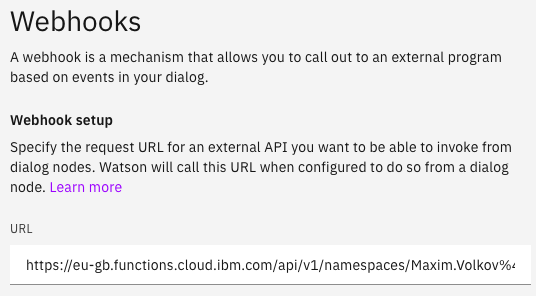 Webhooks
A webhook is a mechanism that allows you to call out to an external program
based on events in your dialog.
Webhook setup
Specify the request URL for an external API you want to be able to invoke from
dialog nodes. Watson will call this URL when configured to do so from a dialog
node. Learn more
URL
https://eu-gb.functions.cloud.ibm.com/api/v1/namespaces/Maxim.Volkov%4